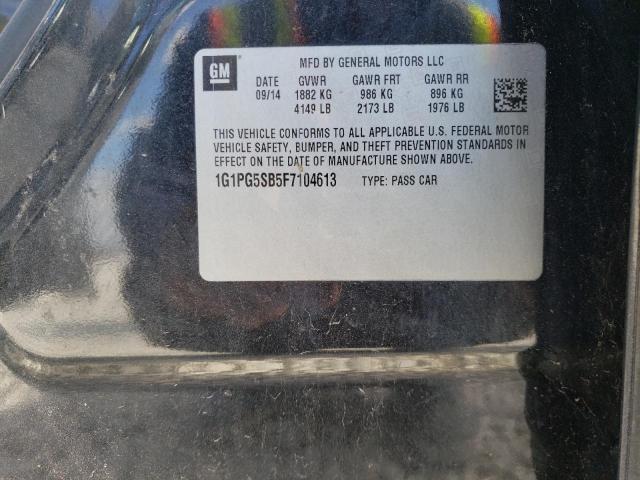 GM
MFD BY GENERAL MOTORS LLC
DATE GVWR GAWR FRT GAWR RR
09/14 1882 KG 986 KG 896 KG
4149 LB 2173 LB 1976 LB
THIS VEHICLE CONFORMS TO ALL APPLICABLE U.S. FEDERAL MOTOR
VEHICLE SAFETY, BUMPER, AND THEFT PREVENTION STANDARDS IN
EFFECT ON THE DATE OF MANUFACTURE SHOWN ABOVE.
1G1PG5SB5F7104613 TYPE: PASS CAR